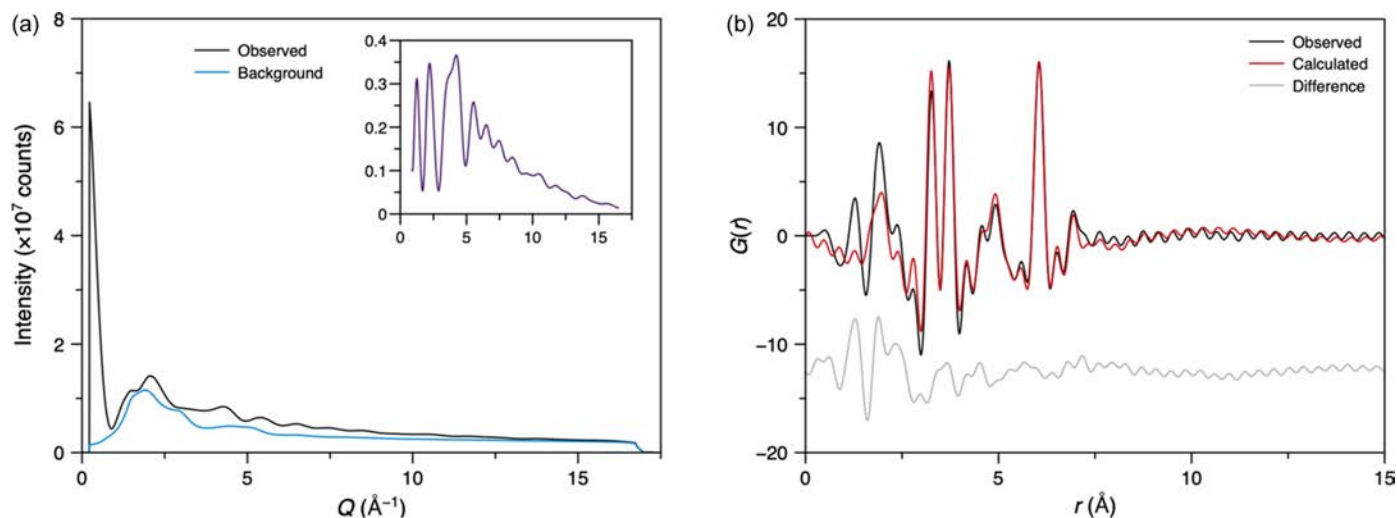 (a)
8
6
4
2
0
Intensity (×10⁷ counts)
Observed
Background
0.4
0.3
0.2
0.1
0
0 5 10 15
0 5 10 15
Q (Å⁻¹)
(b)
20
10
0
−10
−20
G(r)
Observed
Calculated
Difference
0 5 10 15
r (Å)